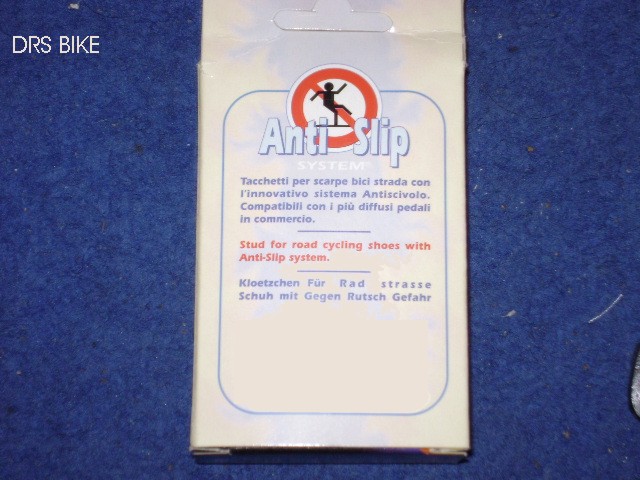 DRS BIKE
Anti Slip
SYSTEM®
Tacchetti per scarpe bici strada con
l'innovativo sistema Antiscivolo.
Compatibili con i più diffusi pedali
in commercio.
Stud for road cycling shoes with
Anti-Slip system.
Kloetzchen Für Rad strasse
Schuh mit Gegen Rutsch Gefahr